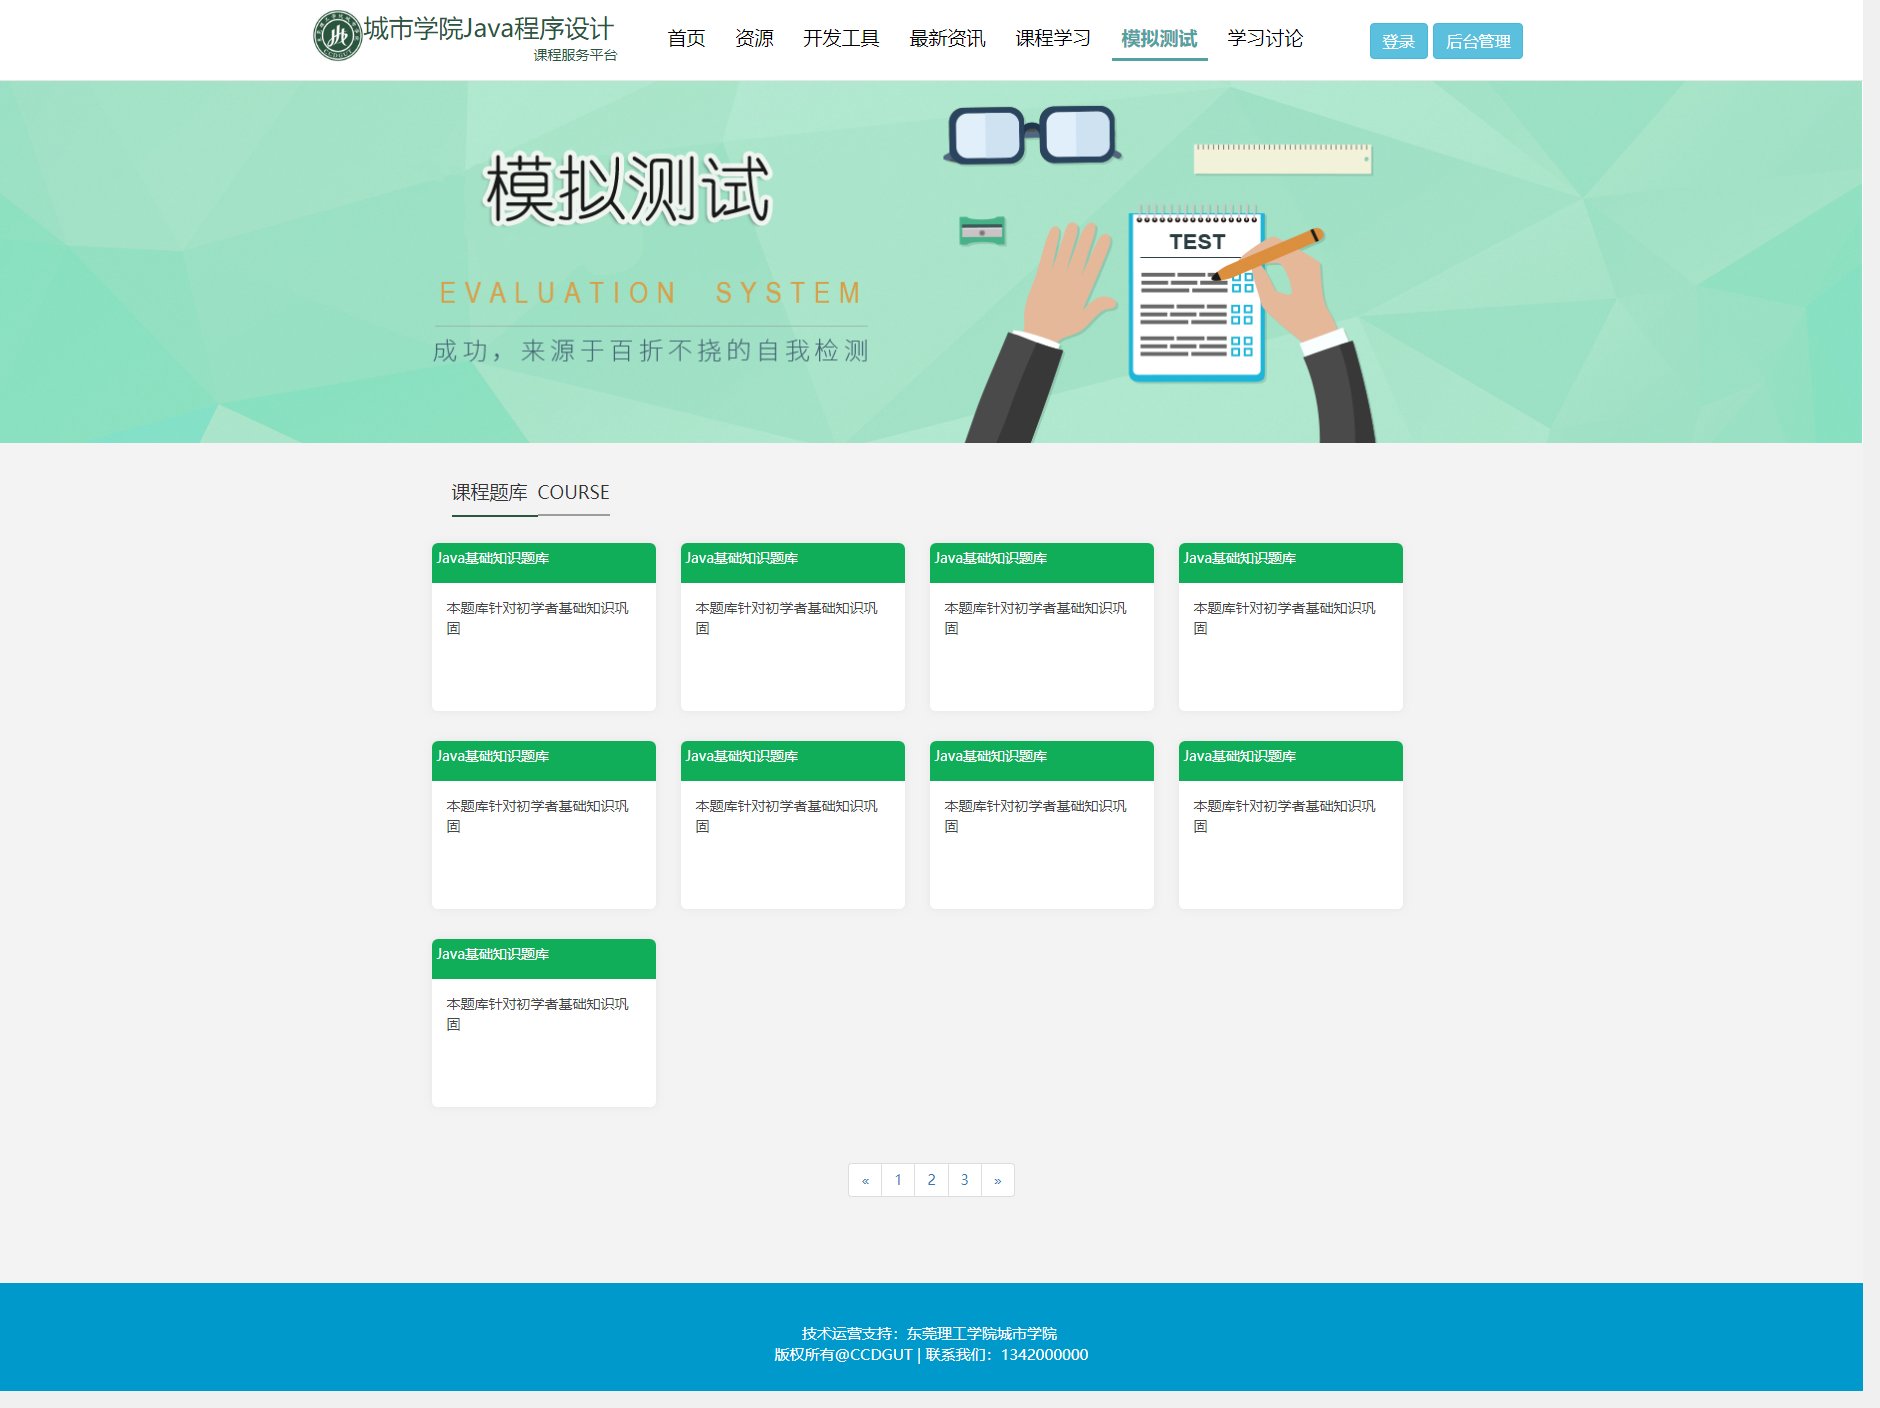 城市学院Java程序设计
课程服务平台
首页 资源 开发工具 最新资讯 课程学习 模拟测试 学习讨论
登录 后台管理
模拟测试
EVALUATION SYSTEM
成功，来源于百折不挠的自我检测
TEST
课程题库 COURSE
Java基础知识题库 Java基础知识题库 Java基础知识题库 Java基础知识题库
本题库针对初学者基础知识巩 本题库针对初学者基础知识巩 本题库针对初学者基础知识巩 本题库针对初学者基础知识巩
固 固 固 固
Java基础知识题库 Java基础知识题库 Java基础知识题库 Java基础知识题库
本题库针对初学者基础知识巩 本题库针对初学者基础知识巩 本题库针对初学者基础知识巩 本题库针对初学者基础知识巩
固 固 固 固
Java基础知识题库
本题库针对初学者基础知识巩
固
« 1 2 3 »
技术运营支持：东莞理工学院城市学院
版权所有@CCDGUT | 联系我们：1342000000